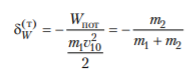 δ_W^(т) = − W_пот / (m₁v₁₀² / 2) = − m₂ / (m₁ + m₂)